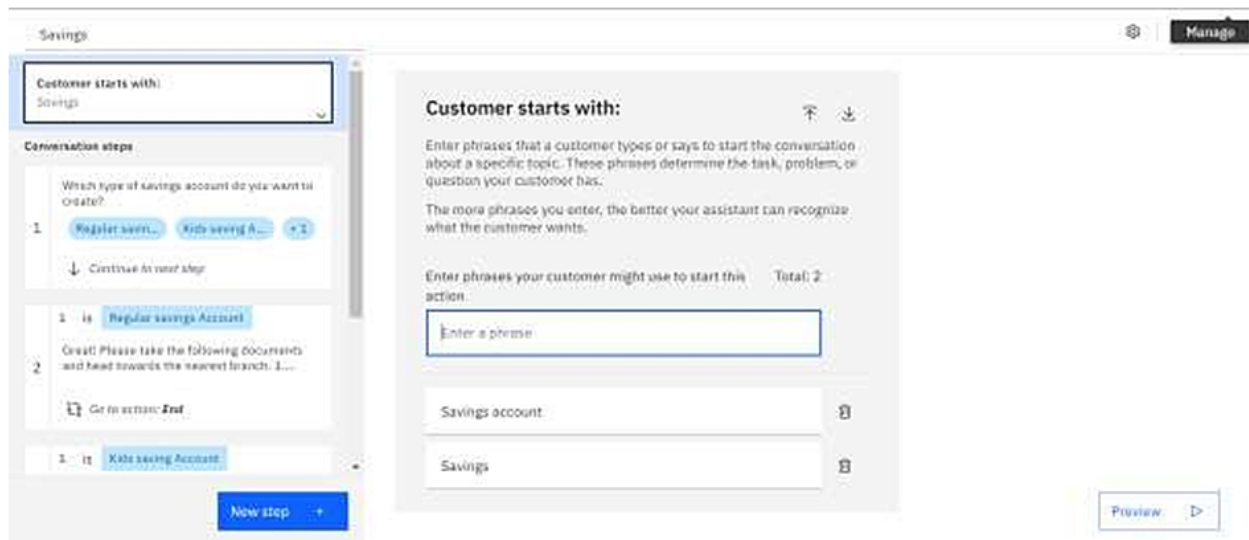 Savings
Manage
Customer starts with:
Savings
Conversation steps
1
Which type of savings account do you want to
create?
Regular savin... Kids saving A... + 1
Continue to next step
2
1 is Regular savings Account
Great! Please take the following documents
and head towards the nearest branch. 1....
Go to action: End
1 is Kids saving Account
New step +
Customer starts with:
Enter phrases that a customer types or says to start the conversation
about a specific topic. These phrases determine the task, problem, or
question your customer has.
The more phrases you enter, the better your assistant can recognize
what the customer wants.
Enter phrases your customer might use to start this Total: 2
action
Enter a phrase
Savings account
Savings
Preview